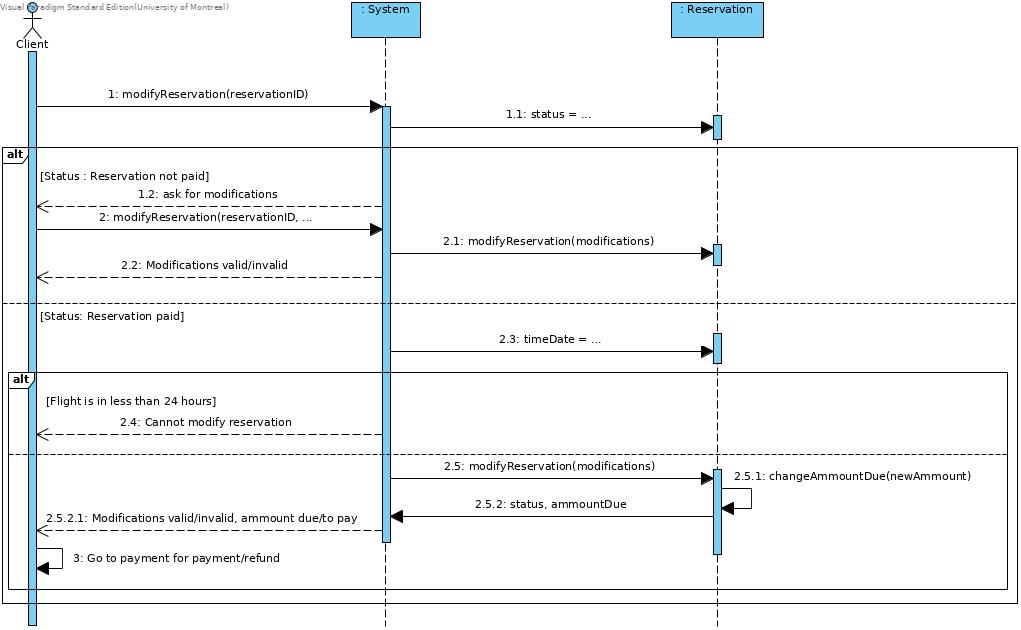 Visual Paradigm Standard Edition(University of Montreal)
: System
: Reservation
Client
1: modifyReservation(reservationID)
1.1: status = ...
alt
[Status : Reservation not paid]
1.2: ask for modifications
2: modifyReservation(reservationID, ...
2.1: modifyReservation(modifications)
2.2: Modifications valid/invalid
[Status: Reservation paid]
2.3: timeDate = ...
alt
[Flight is in less than 24 hours]
2.4: Cannot modify reservation
2.5: modifyReservation(modifications)
2.5.1: changeAmmountDue(newAmmount)
2.5.2: status, ammountDue
2.5.2.1: Modifications valid/invalid, ammount due/to pay
3: Go to payment for payment/refund